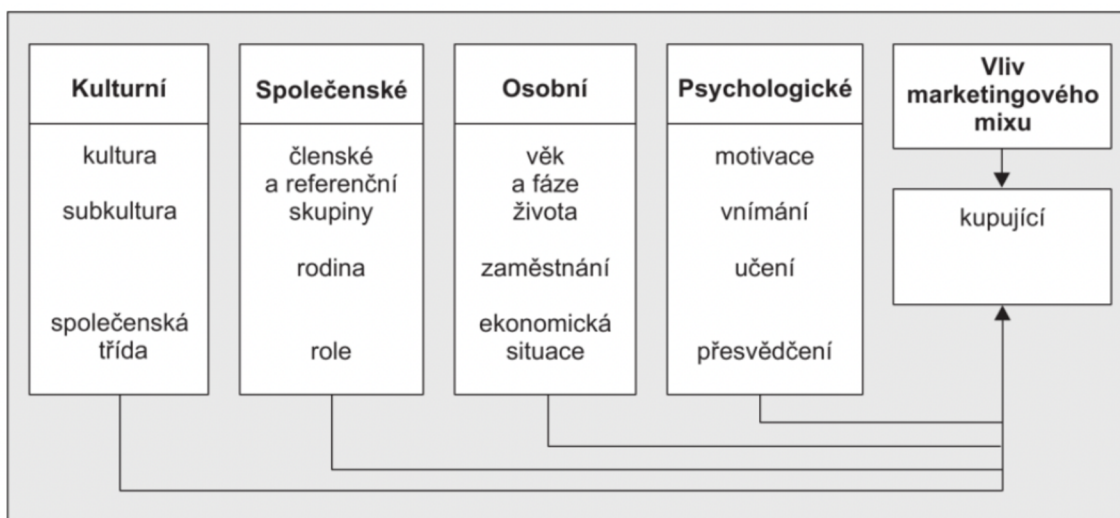 Kulturní
kultura
subkultura
společenská
třída
Společenské
členské
a referenční
skupiny
rodina
role
Osobní
věk
a fáze
života
zaměstnání
ekonomická
situace
Psychologické
motivace
vnímání
učení
přesvědčení
Vliv
marketingového
mixu
kupující